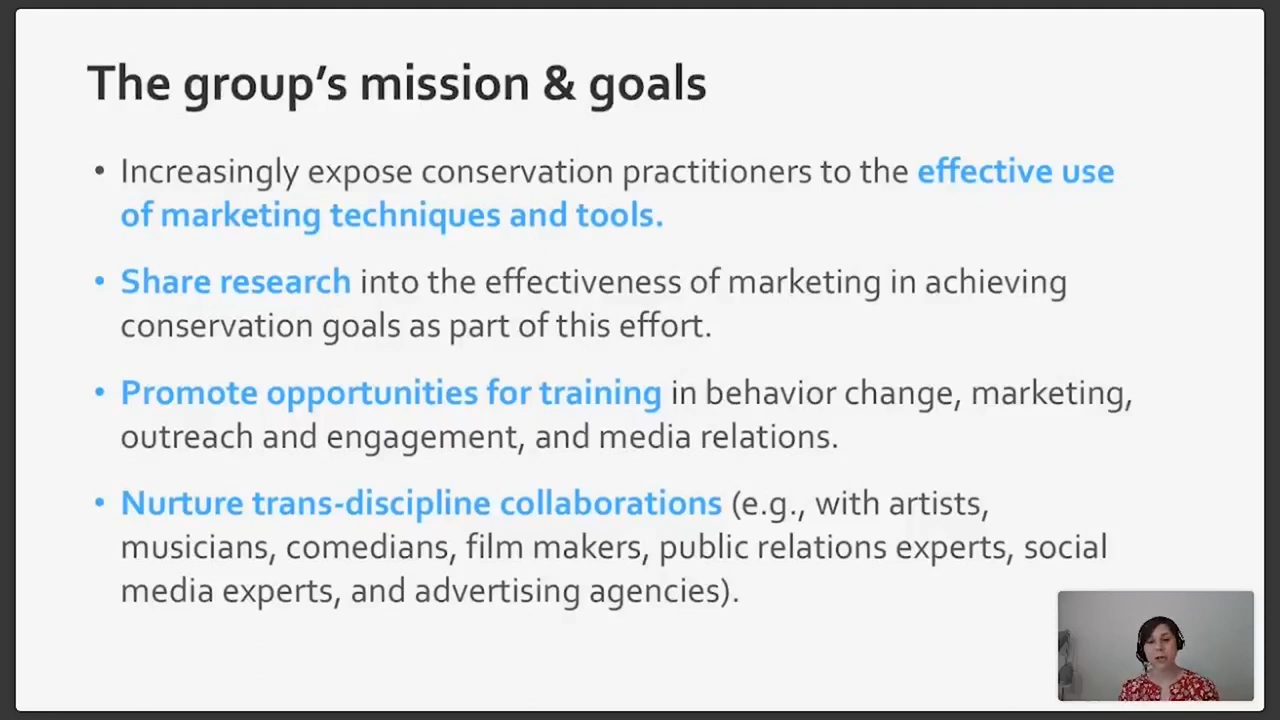 The group's mission & goals
• Increasingly expose conservation practitioners to the effective use
of marketing techniques and tools.
• Share research into the effectiveness of marketing in achieving
conservation goals as part of this effort.
• Promote opportunities for training in behavior change, marketing,
outreach and engagement, and media relations.
• Nurture trans-discipline collaborations (e.g., with artists,
musicians, comedians, film makers, public relations experts, social
media experts, and advertising agencies).